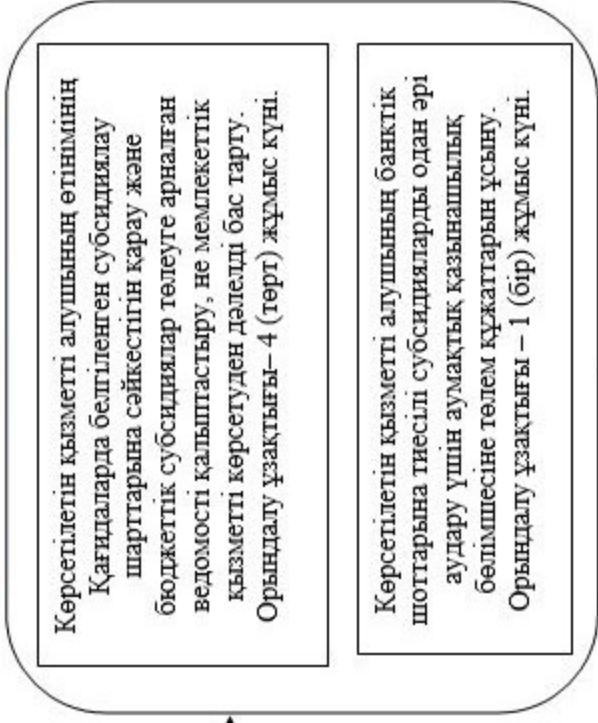 Көрсетілетін қызметті алушының өтінімінің
Қағидаларда белгіленген субсидиялау
шарттарына сәйкестігін қарау және
бюджеттік субсидиялар төлеуге арналған
ведомості қалыптастыру, не мемлекеттік
қызметті көрсетуден дәлелді бас тарту.
Орындалу ұзақтығы– 4 (төрт) жұмыс күні.
Көрсетілетін қызметті алушының банктік
шоттарына тиесілі субсидияларды одан әрі
аудару үшін аумақтық қазынашылық
бөлімшесіне төлем құжаттарын ұсыну.
Орындалу ұзақтығы – 1 (бір) жұмыс күні.